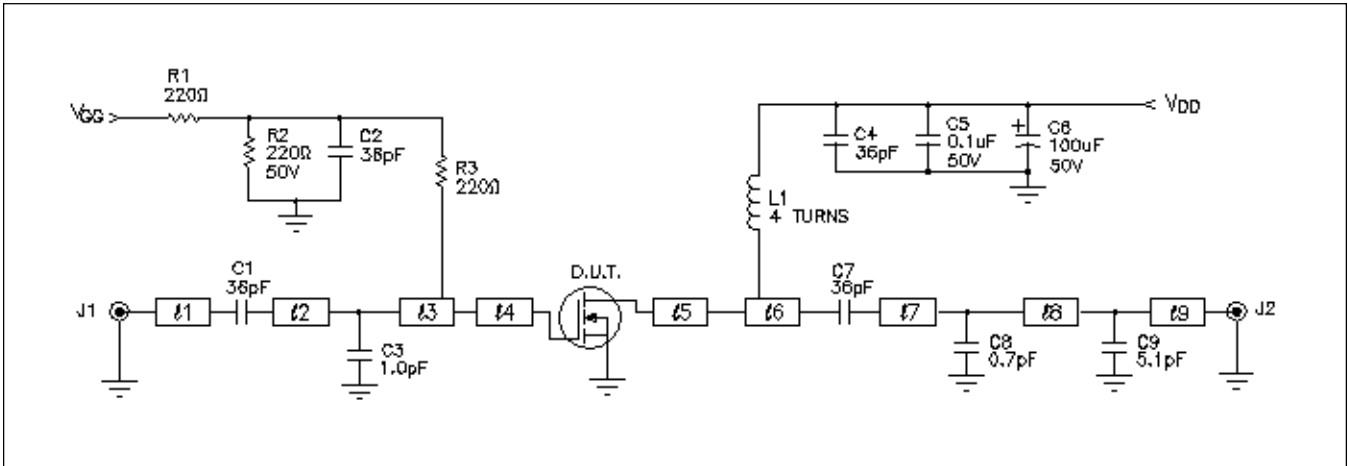 R1
220Ω
VGG
R2
220Ω
50V
C2
36pF
R3
220Ω
C4
36pF
C5
0.1uF
50V
+
C6
100uF
50V
VDD
L1
4 TURNS
J1
ℓ1
C1
36pF
ℓ2
C3
1.0pF
ℓ3
ℓ4
D.U.T.
ℓ5
ℓ6
C7
36pF
ℓ7
C8
0.7pF
ℓ8
C9
5.1pF
ℓ9
J2